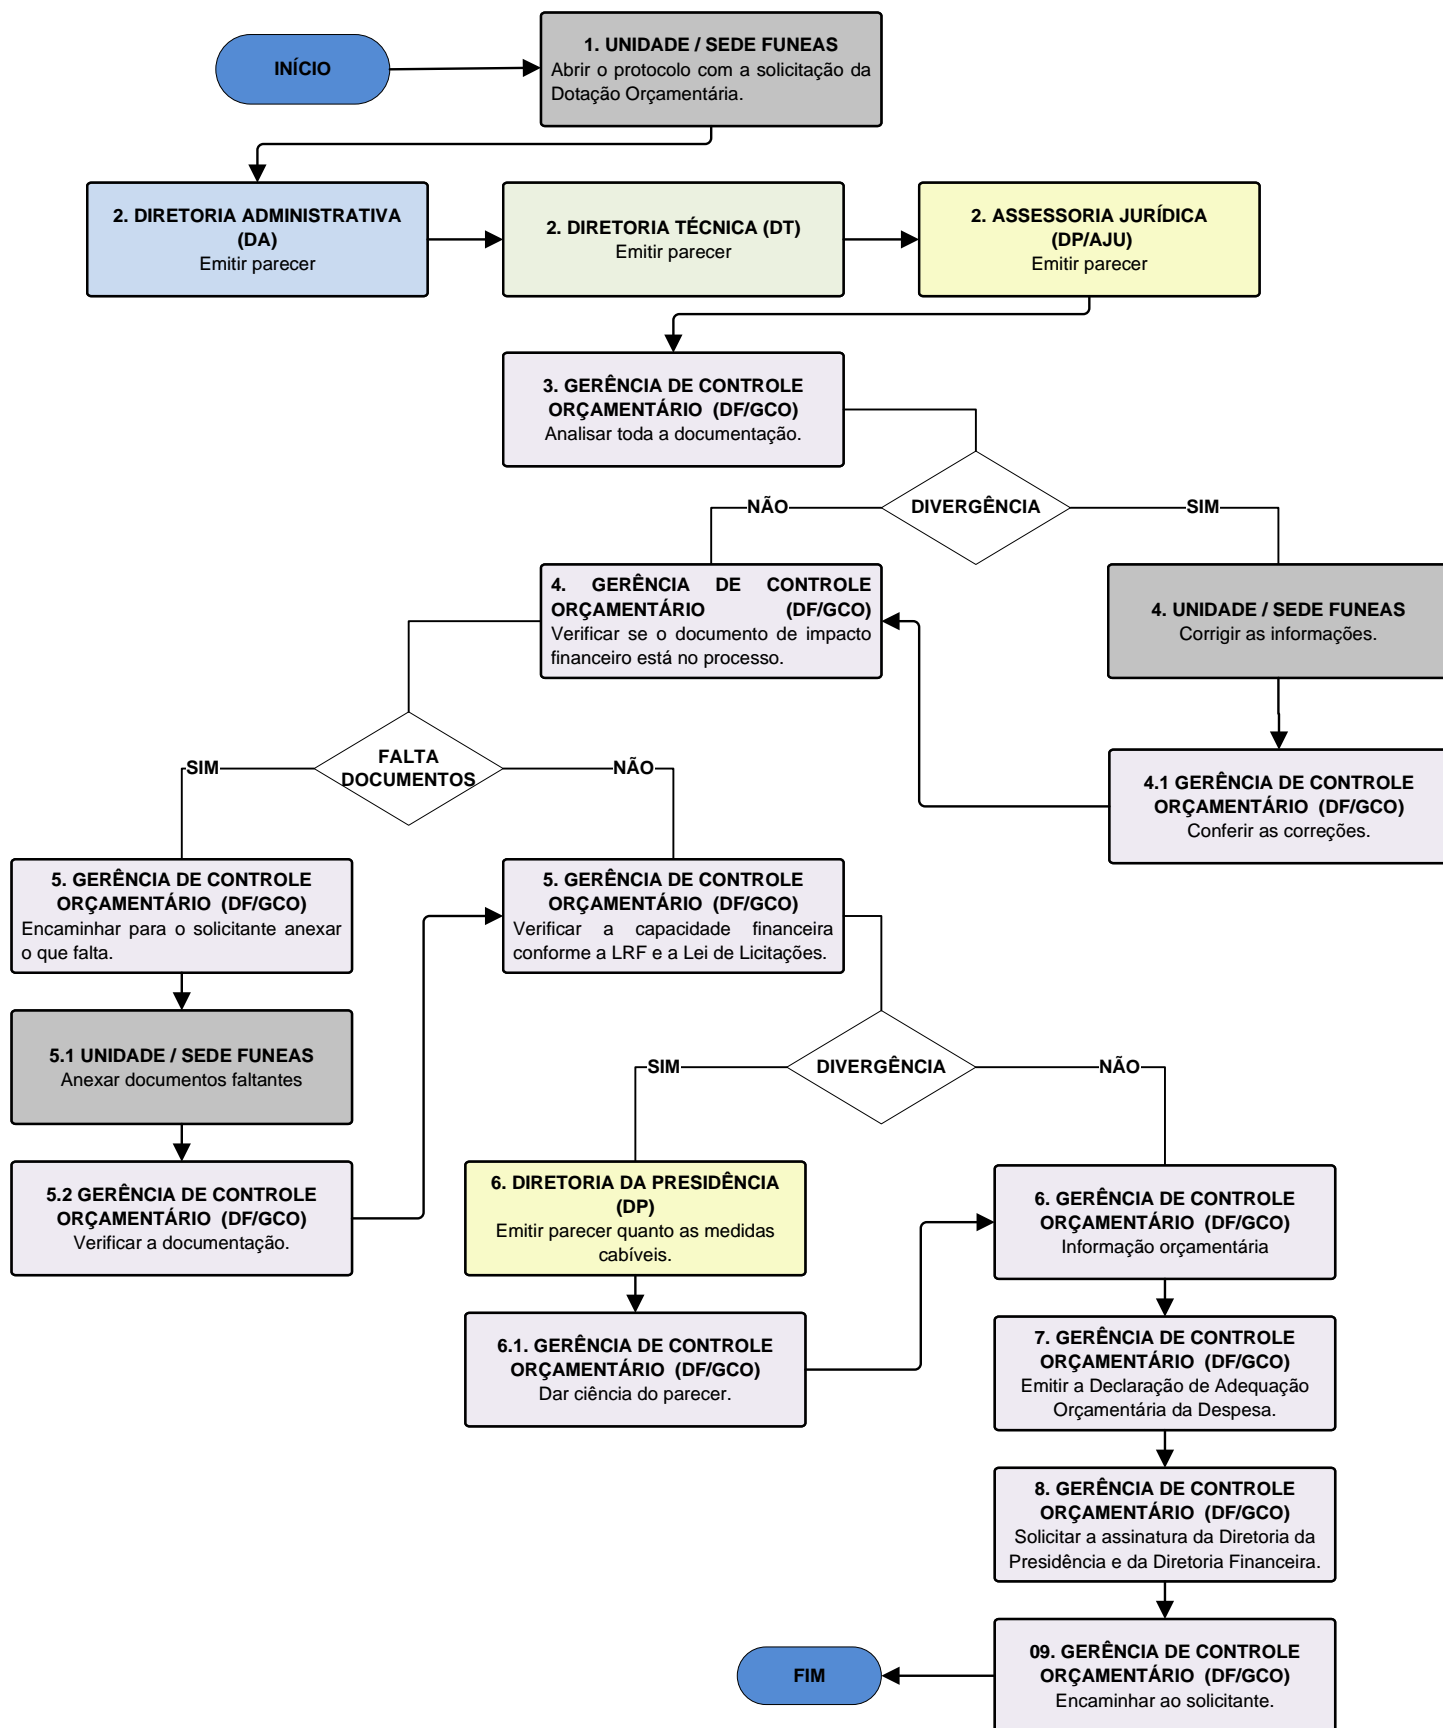 INÍCIO
1. UNIDADE / SEDE FUNEAS
Abrir o protocolo com a solicitação da
Dotação Orçamentária.
2. DIRETORIA ADMINISTRATIVA
(DA)
Emitir parecer
2. DIRETORIA TÉCNICA (DT)
Emitir parecer
2. ASSESSORIA JURÍDICA
(DP/AJU)
Emitir parecer
3. GERÊNCIA DE CONTROLE
ORÇAMENTÁRIO (DF/GCO)
Analisar toda a documentação.
DIVERGÊNCIA
NÃO
SIM
4. GERÊNCIA DE CONTROLE
ORÇAMENTÁRIO (DF/GCO)
Verificar se o documento de impacto
financeiro está no processo.
4. UNIDADE / SEDE FUNEAS
Corrigir as informações.
4.1 GERÊNCIA DE CONTROLE
ORÇAMENTÁRIO (DF/GCO)
Conferir as correções.
FALTA
DOCUMENTOS
SIM
NÃO
5. GERÊNCIA DE CONTROLE
ORÇAMENTÁRIO (DF/GCO)
Encaminhar para o solicitante anexar
o que falta.
5. GERÊNCIA DE CONTROLE
ORÇAMENTÁRIO (DF/GCO)
Verificar a capacidade financeira
conforme a LRF e a Lei de Licitações.
5.1 UNIDADE / SEDE FUNEAS
Anexar documentos faltantes
5.2 GERÊNCIA DE CONTROLE
ORÇAMENTÁRIO (DF/GCO)
Verificar a documentação.
DIVERGÊNCIA
SIM
NÃO
6. DIRETORIA DA PRESIDÊNCIA
(DP)
Emitir parecer quanto as medidas
cabíveis.
6.1. GERÊNCIA DE CONTROLE
ORÇAMENTÁRIO (DF/GCO)
Dar ciência do parecer.
6. GERÊNCIA DE CONTROLE
ORÇAMENTÁRIO (DF/GCO)
Informação orçamentária
7. GERÊNCIA DE CONTROLE
ORÇAMENTÁRIO (DF/GCO)
Emitir a Declaração de Adequação
Orçamentária da Despesa.
8. GERÊNCIA DE CONTROLE
ORÇAMENTÁRIO (DF/GCO)
Solicitar a assinatura da Diretoria da
Presidência e da Diretoria Financeira.
09. GERÊNCIA DE CONTROLE
ORÇAMENTÁRIO (DF/GCO)
Encaminhar ao solicitante.
FIM